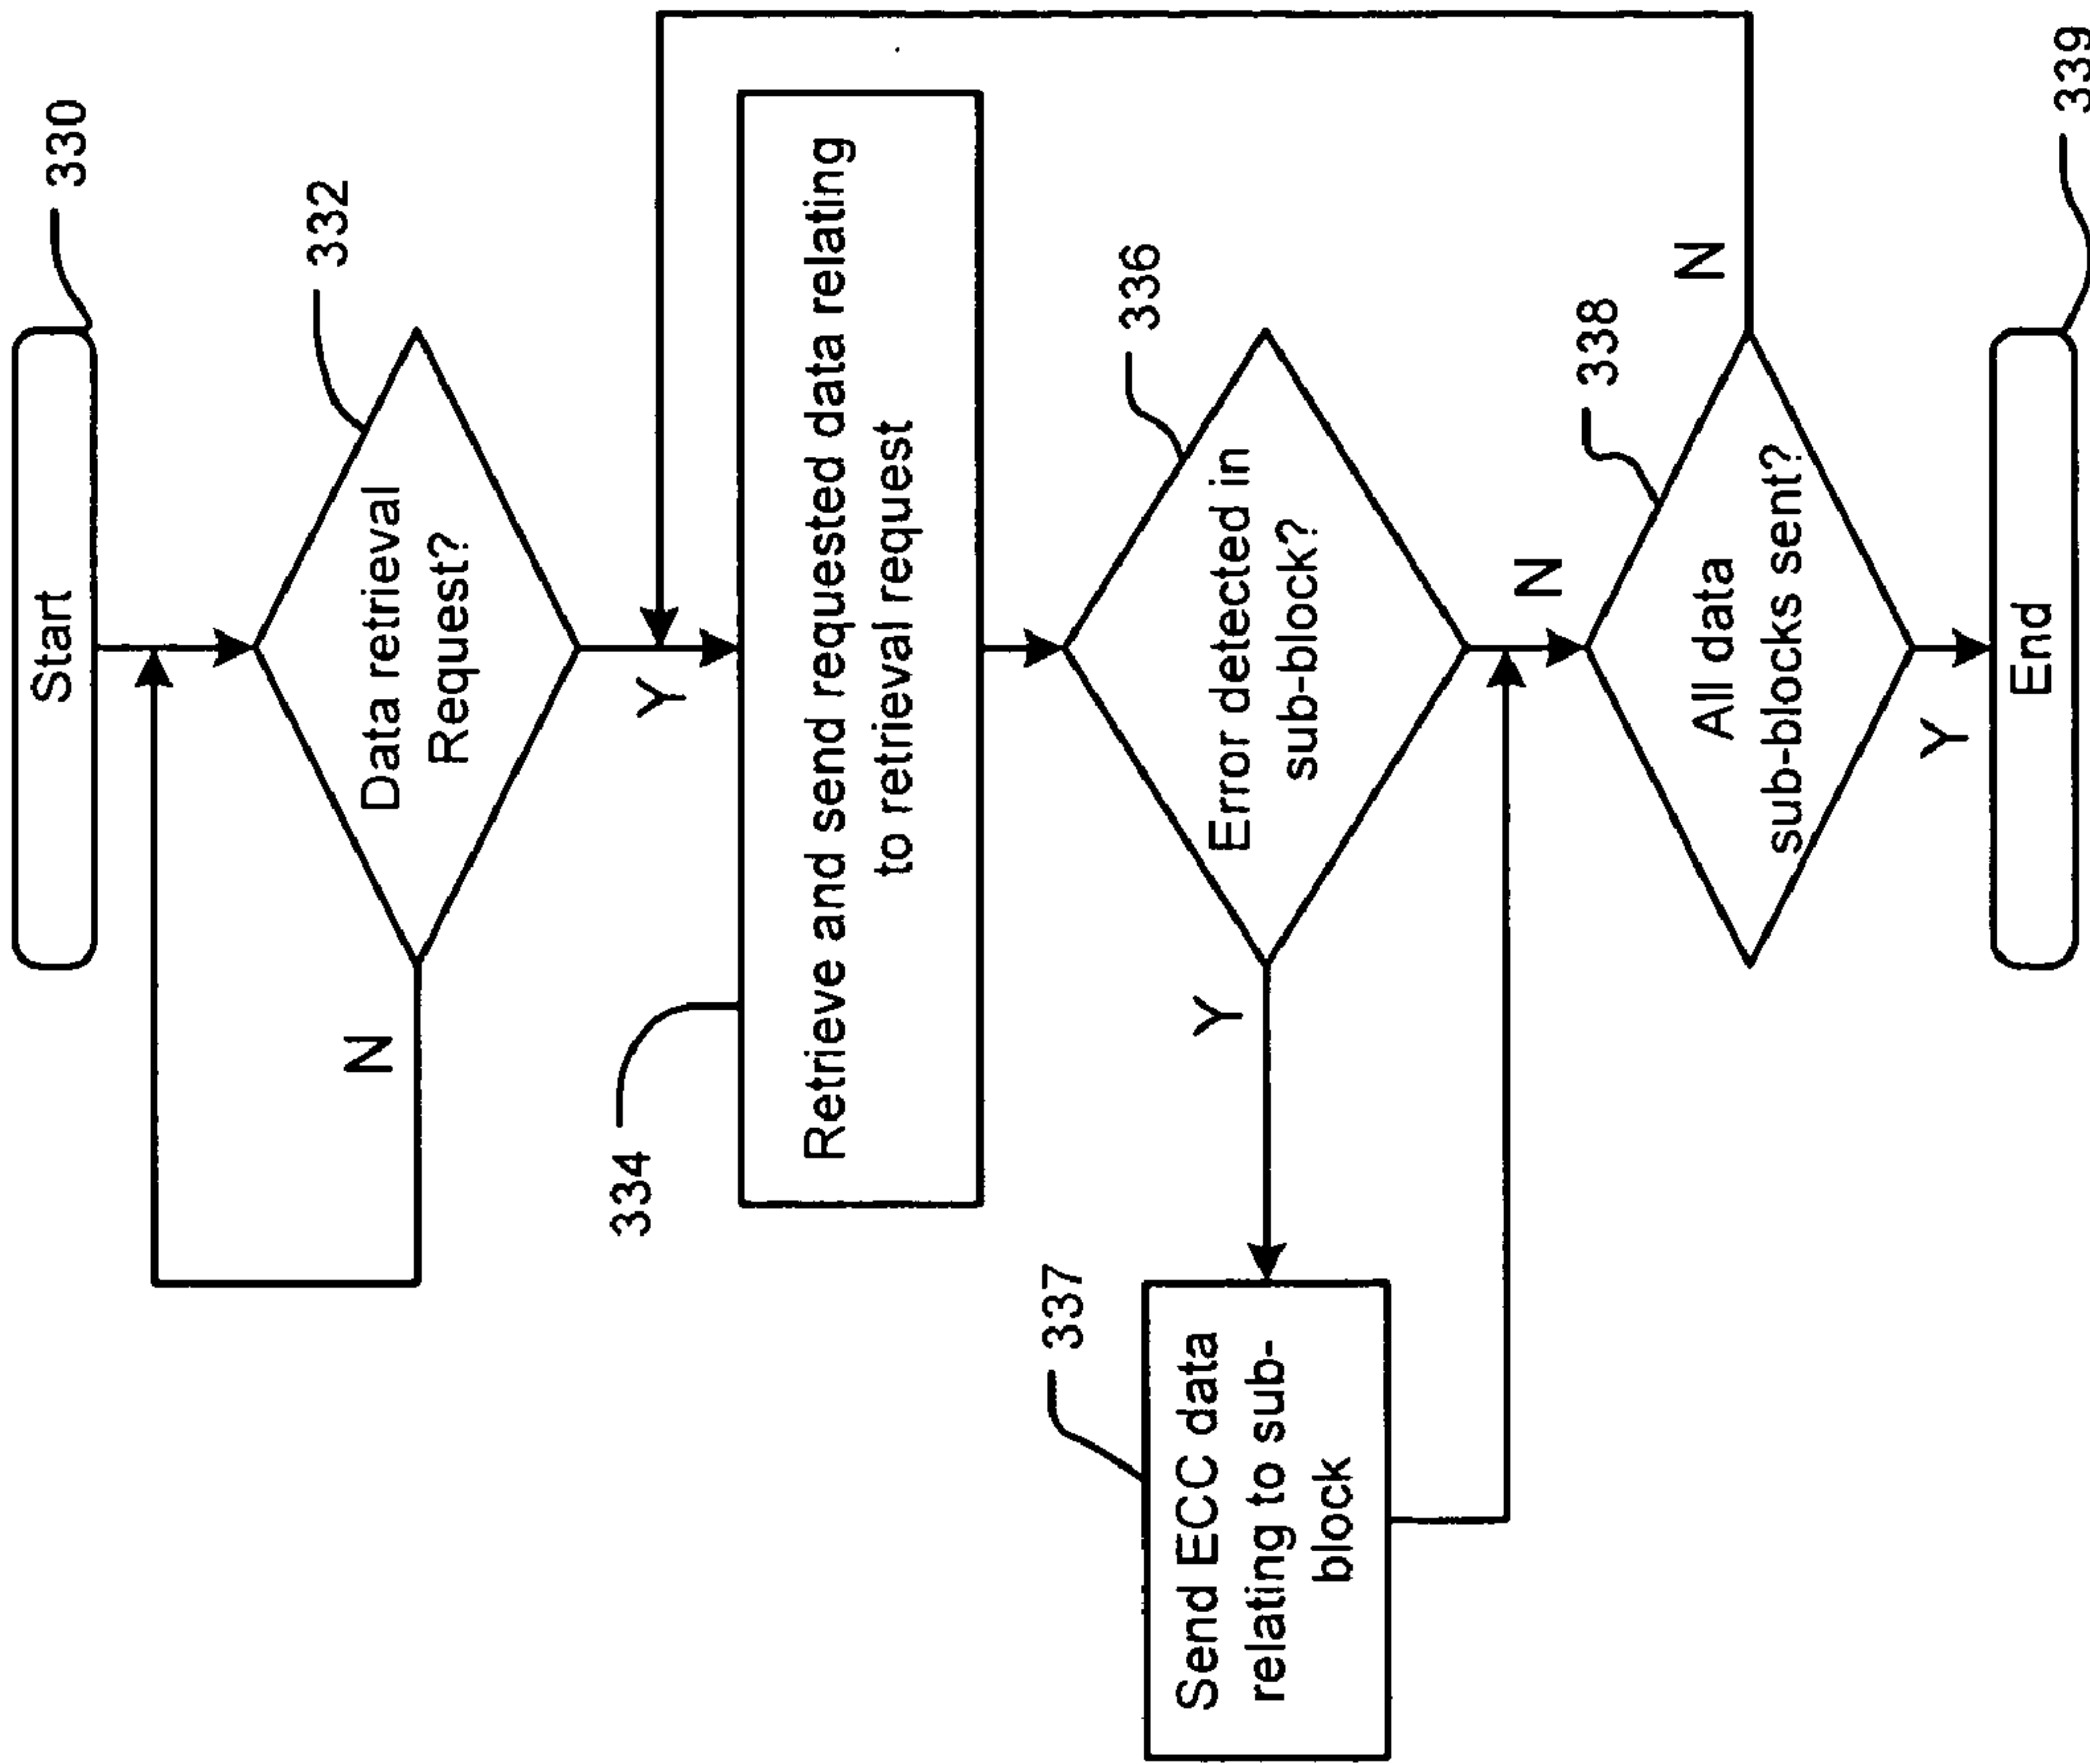 Start
330
Data retrieval
Request?
332
N
Y
334
Retrieve and send requested data relating
to retrieval request
Error detected in
sub-block?
336
Y
337
Send ECC data
relating to sub-
block
N
All data
sub-blocks sent?
338
N
Y
End
339